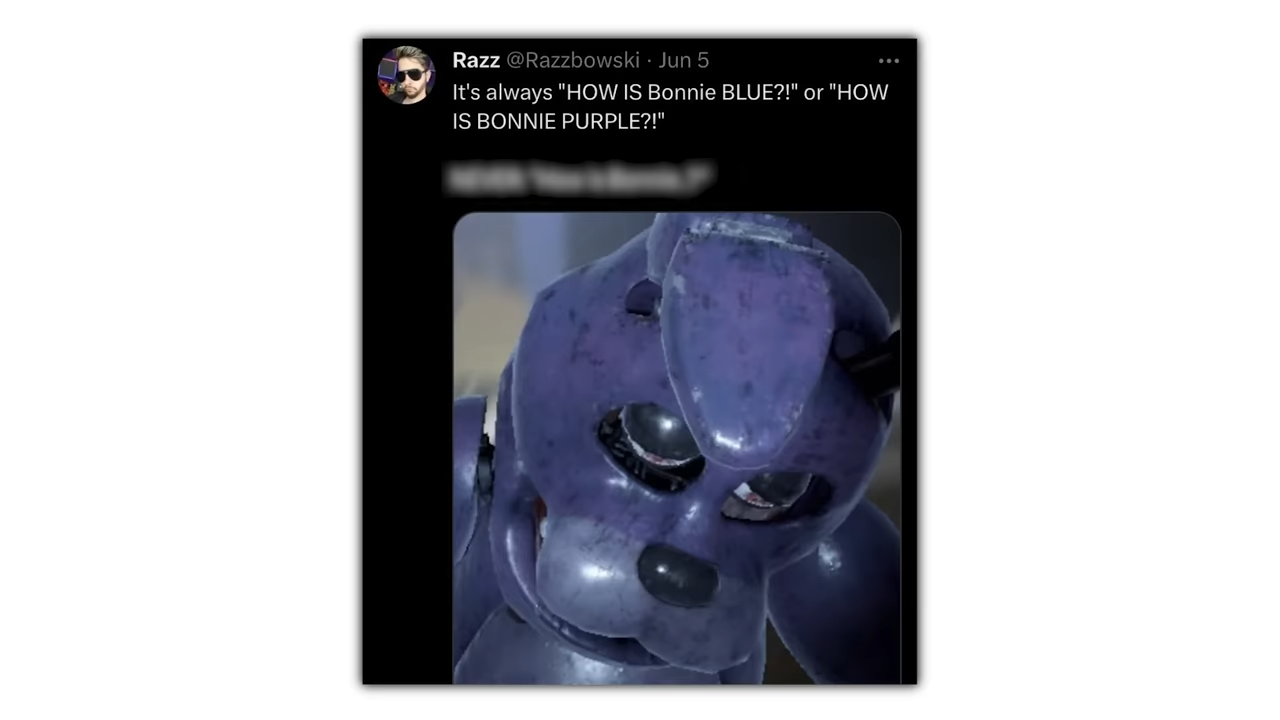 Razz @Razzbowski · Jun 5
It's always "HOW IS Bonnie BLUE?!" or "HOW
IS BONNIE PURPLE?!"